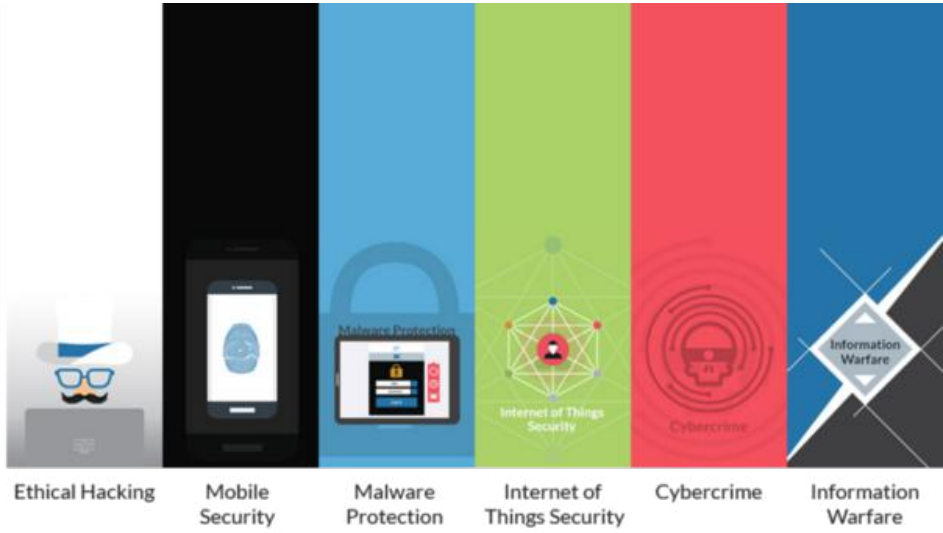 Malware Protection
Internet of Things
Security
Cybercrime
Information
Warfare
Ethical Hacking
Mobile
Security
Malware
Protection
Internet of
Things Security
Cybercrime
Information
Warfare